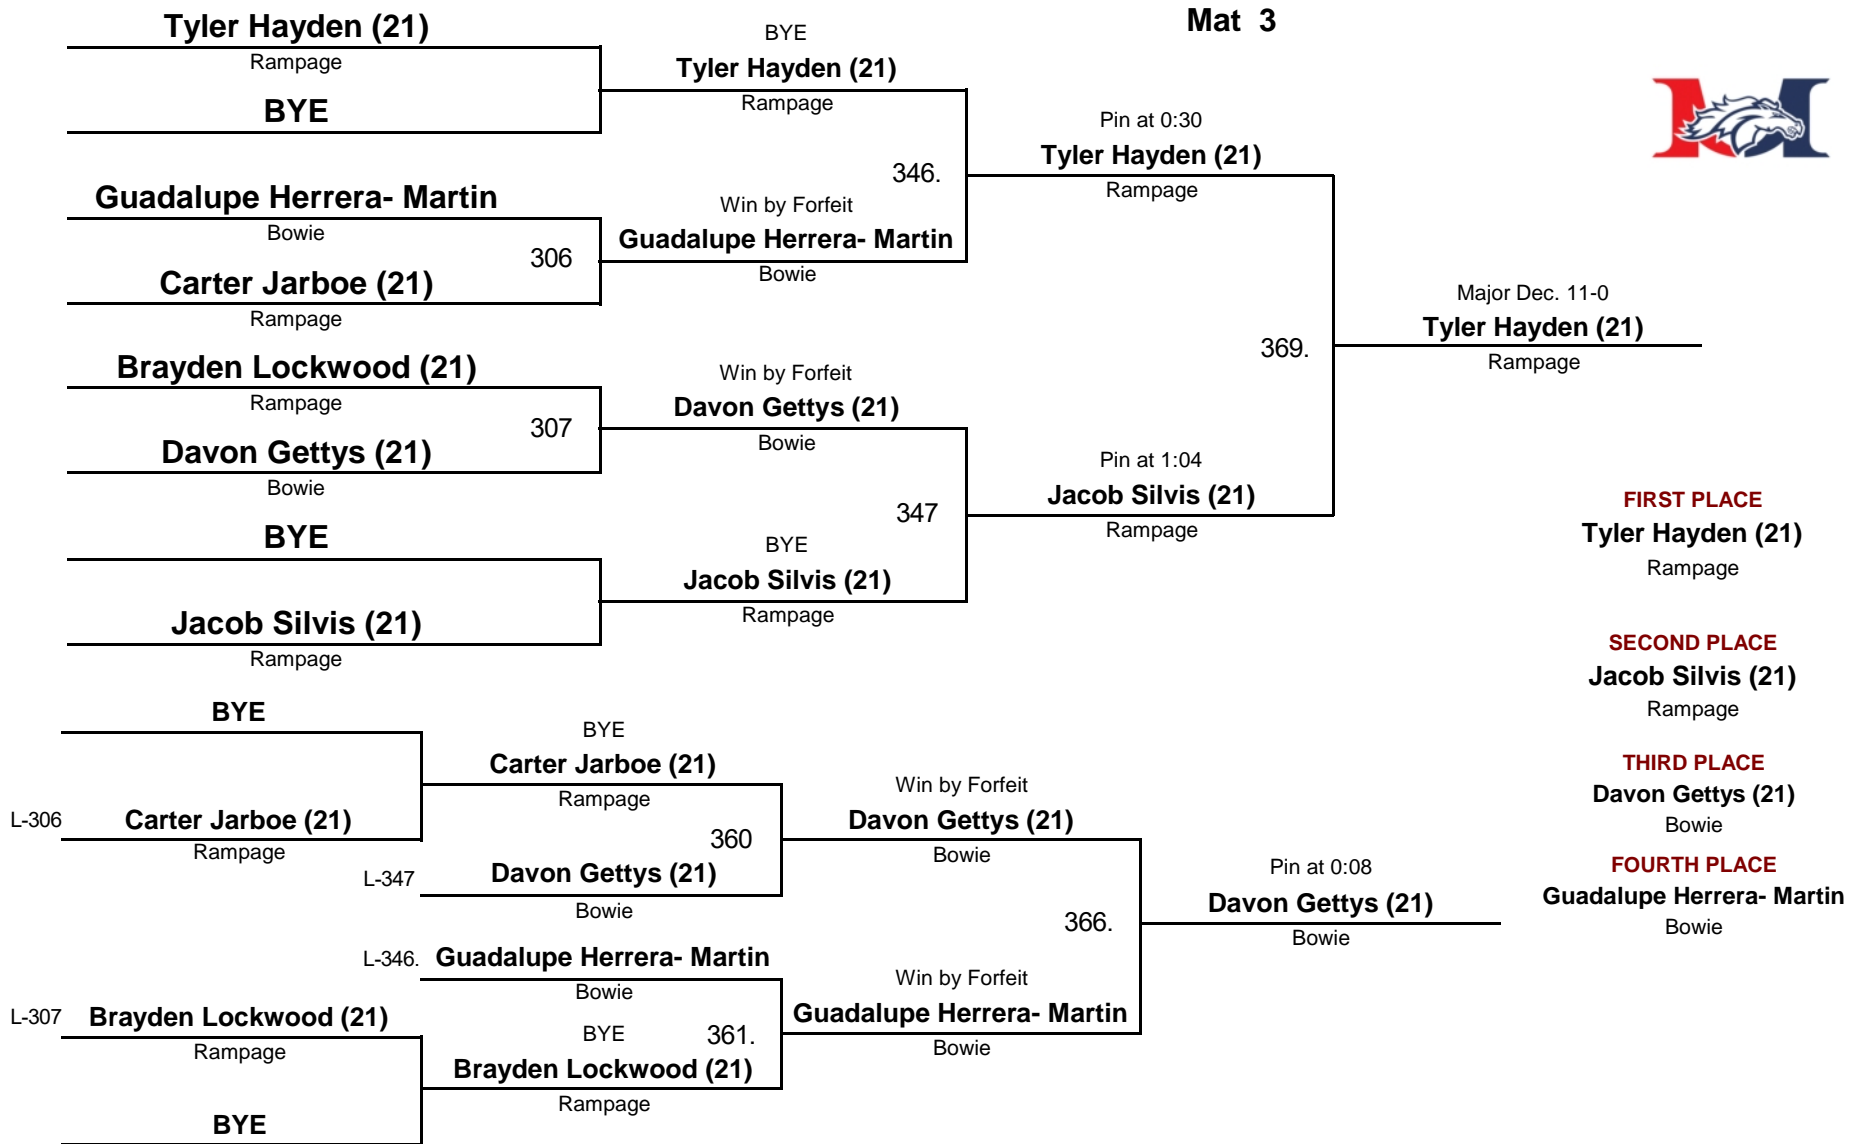 Mat 3
Tyler Hayden (21)
Rampage
BYE
Guadalupe Herrera- Martin
Bowie
306
Carter Jarboe (21)
Rampage
Brayden Lockwood (21)
Rampage
307
Davon Gettys (21)
Bowie
BYE
Jacob Silvis (21)
Rampage
BYE
Tyler Hayden (21)
Rampage
346.
Win by Forfeit
Guadalupe Herrera- Martin
Bowie
Win by Forfeit
Davon Gettys (21)
Bowie
347
BYE
Jacob Silvis (21)
Rampage
Pin at 0:30
Tyler Hayden (21)
Rampage
369.
Pin at 1:04
Jacob Silvis (21)
Rampage
Major Dec. 11-0
Tyler Hayden (21)
Rampage
FIRST PLACE
Tyler Hayden (21)
Rampage
SECOND PLACE
Jacob Silvis (21)
Rampage
THIRD PLACE
Davon Gettys (21)
Bowie
FOURTH PLACE
Guadalupe Herrera- Martin
Bowie
BYE
L-306
Carter Jarboe (21)
Rampage
BYE
Carter Jarboe (21)
Rampage
360
L-347
Davon Gettys (21)
Bowie
L-346.
Guadalupe Herrera- Martin
Bowie
L-307
Brayden Lockwood (21)
Rampage
BYE
361.
Brayden Lockwood (21)
Rampage
BYE
Win by Forfeit
Davon Gettys (21)
Bowie
366.
Win by Forfeit
Guadalupe Herrera- Martin
Bowie
Pin at 0:08
Davon Gettys (21)
Bowie